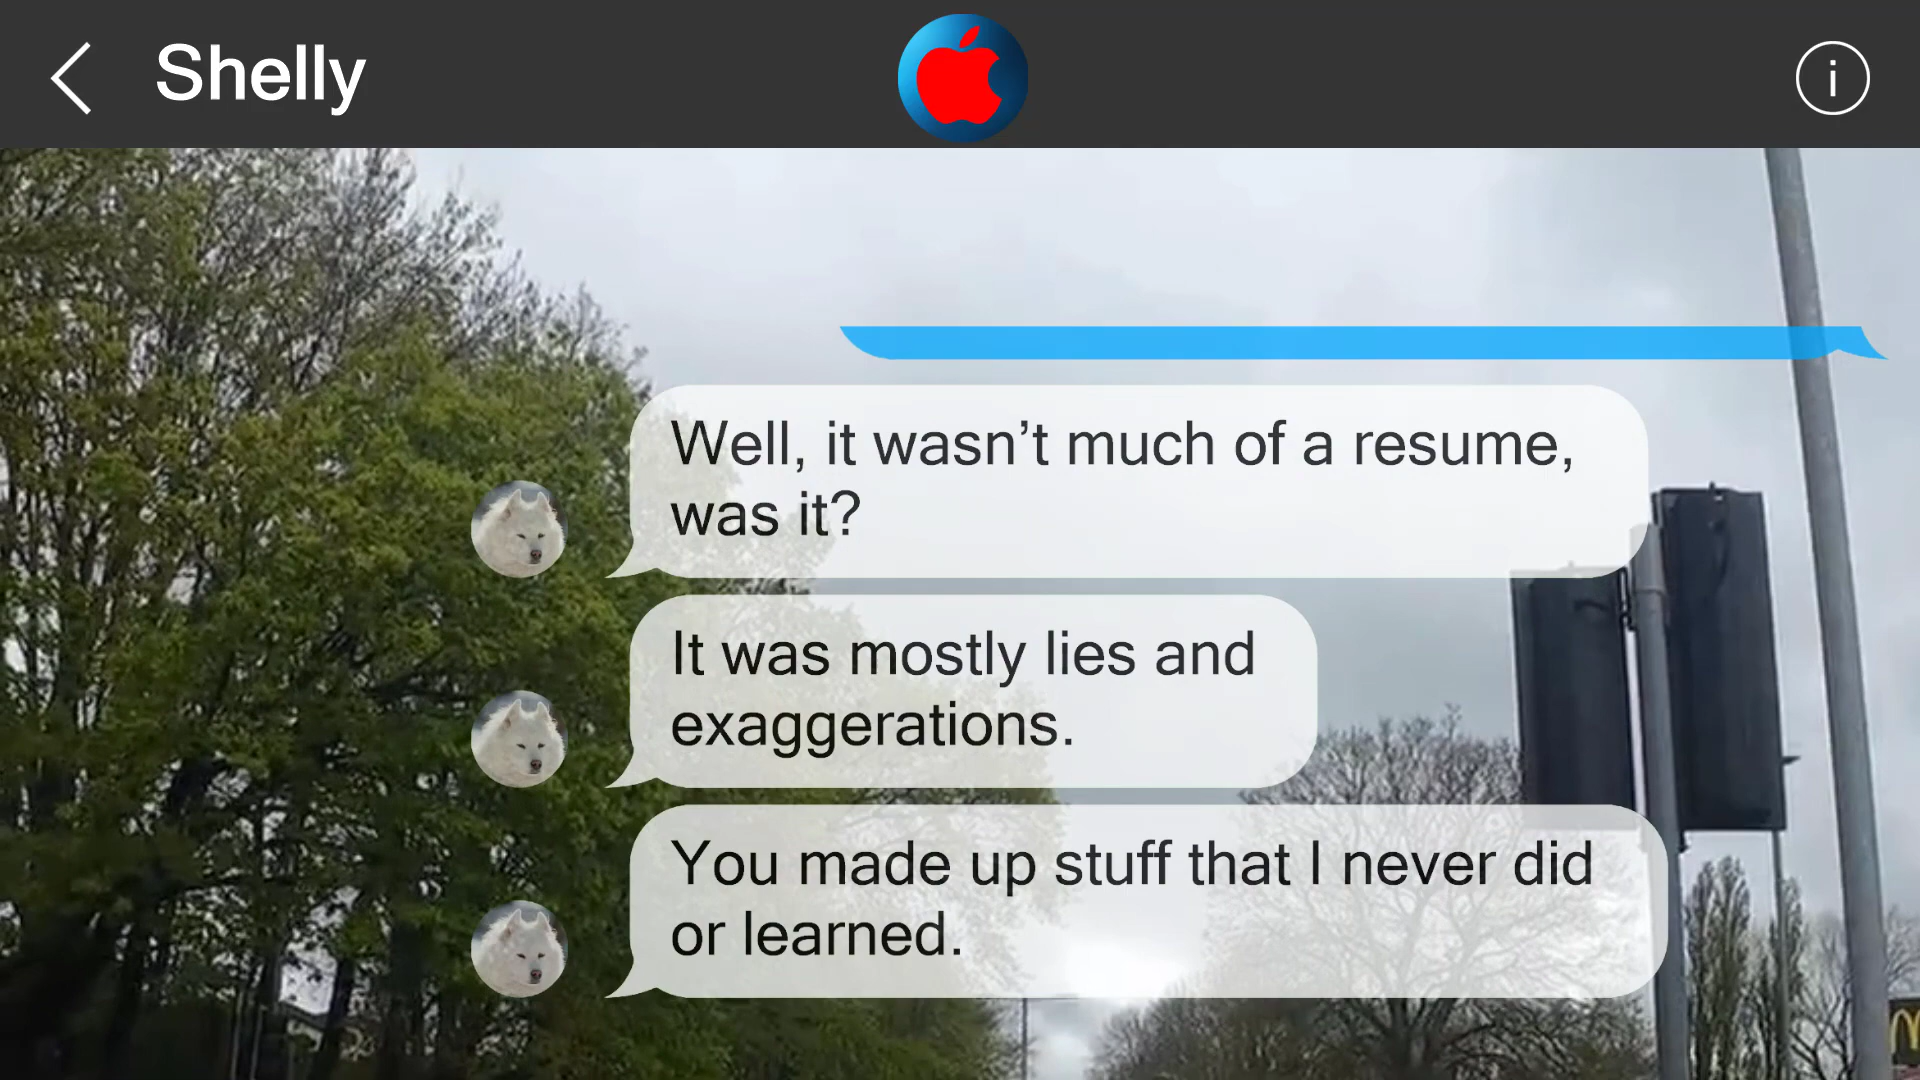 Shelly
i
Well, it wasn’t much of a resume,
was it?
It was mostly lies and
exaggerations.
You made up stuff that I never did
or learned.